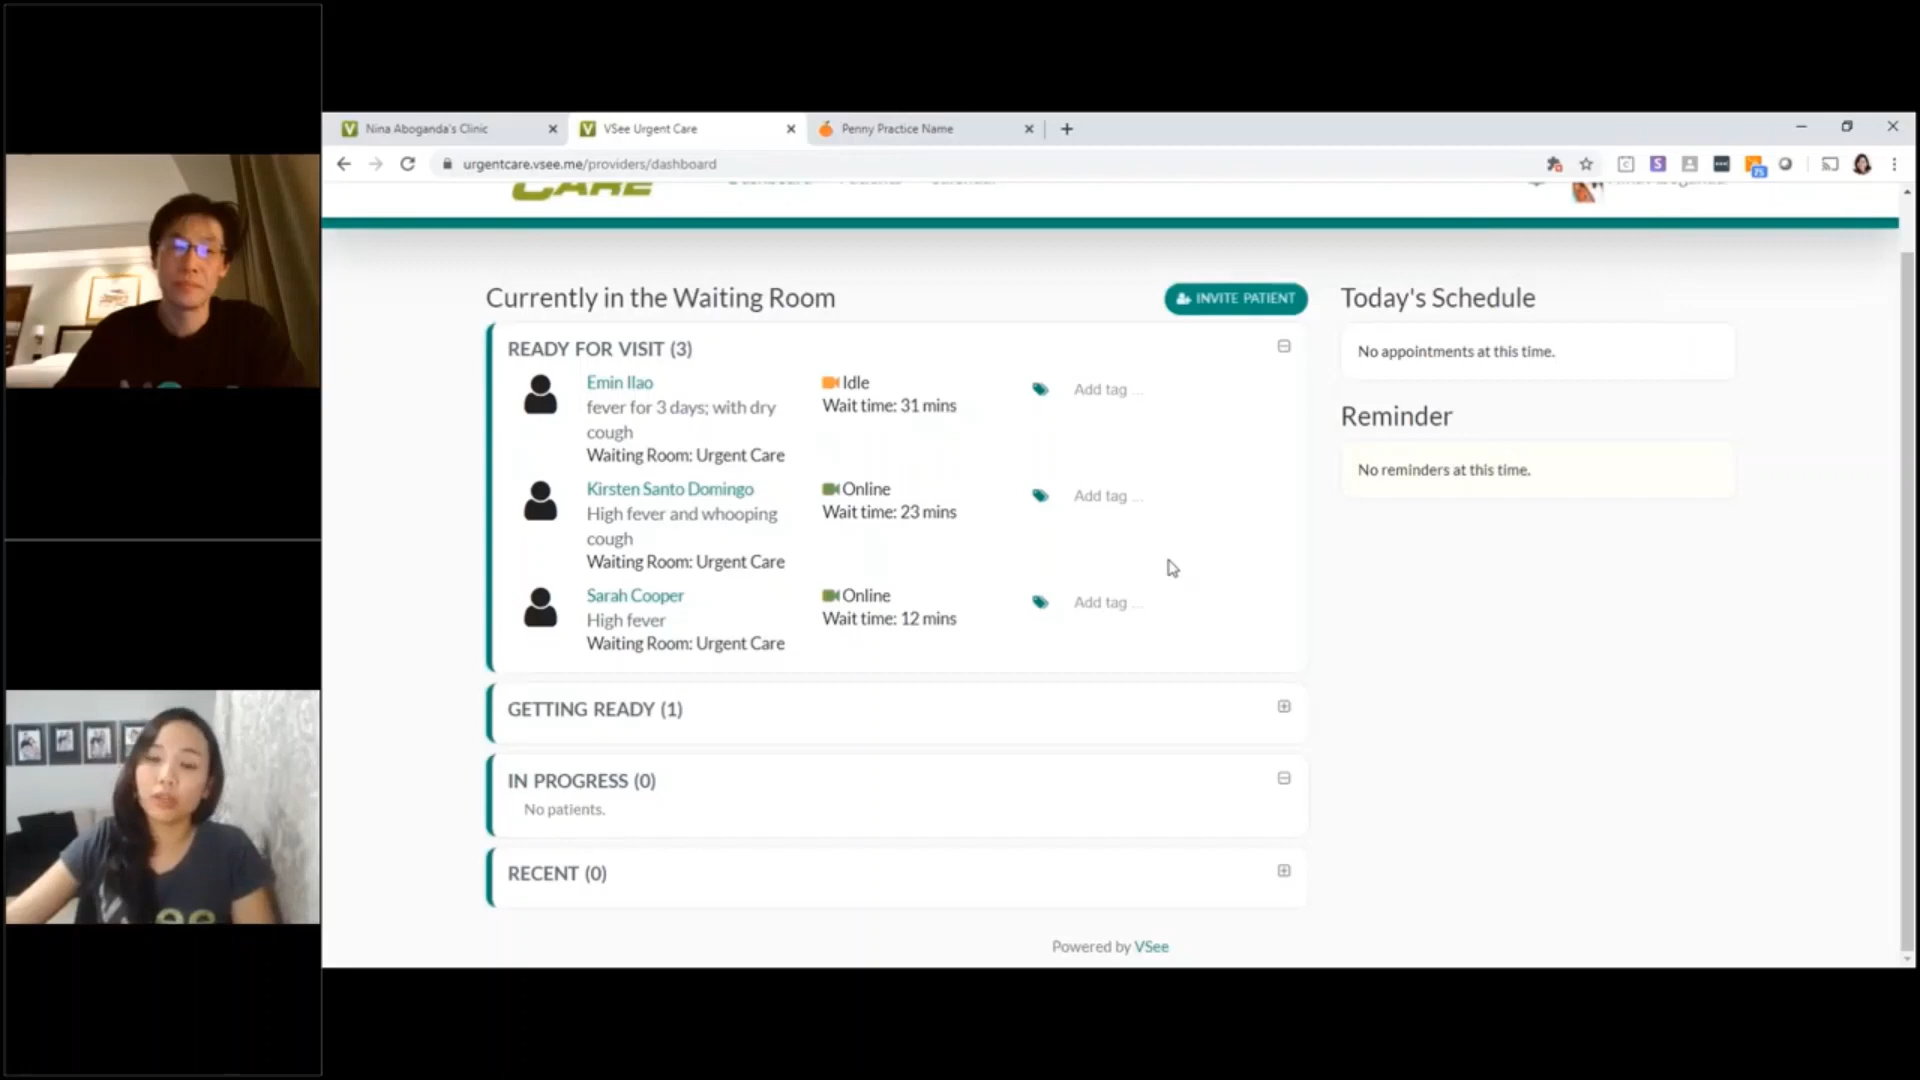 Nina Aboganda's Clinic
VSee Urgent Care
Penny Practice Name
urgentcare.vsee.me/providers/dashboard
75
CARE
Currently in the Waiting Room
INVITE PATIENT
Today's Schedule
READY FOR VISIT (3)
No appointments at this time.
Emin Ilao
Idle
fever for 3 days; with dry
Wait time: 31 mins
Add tag ...
cough
Waiting Room: Urgent Care
Reminder
No reminders at this time.
Kirsten Santo Domingo
Online
High fever and whooping
Wait time: 23 mins
Add tag ...
cough
Waiting Room: Urgent Care
Sarah Cooper
Online
High fever
Wait time: 12 mins
Add tag ...
Waiting Room: Urgent Care
GETTING READY (1)
IN PROGRESS (0)
No patients.
RECENT (0)
Powered by VSee